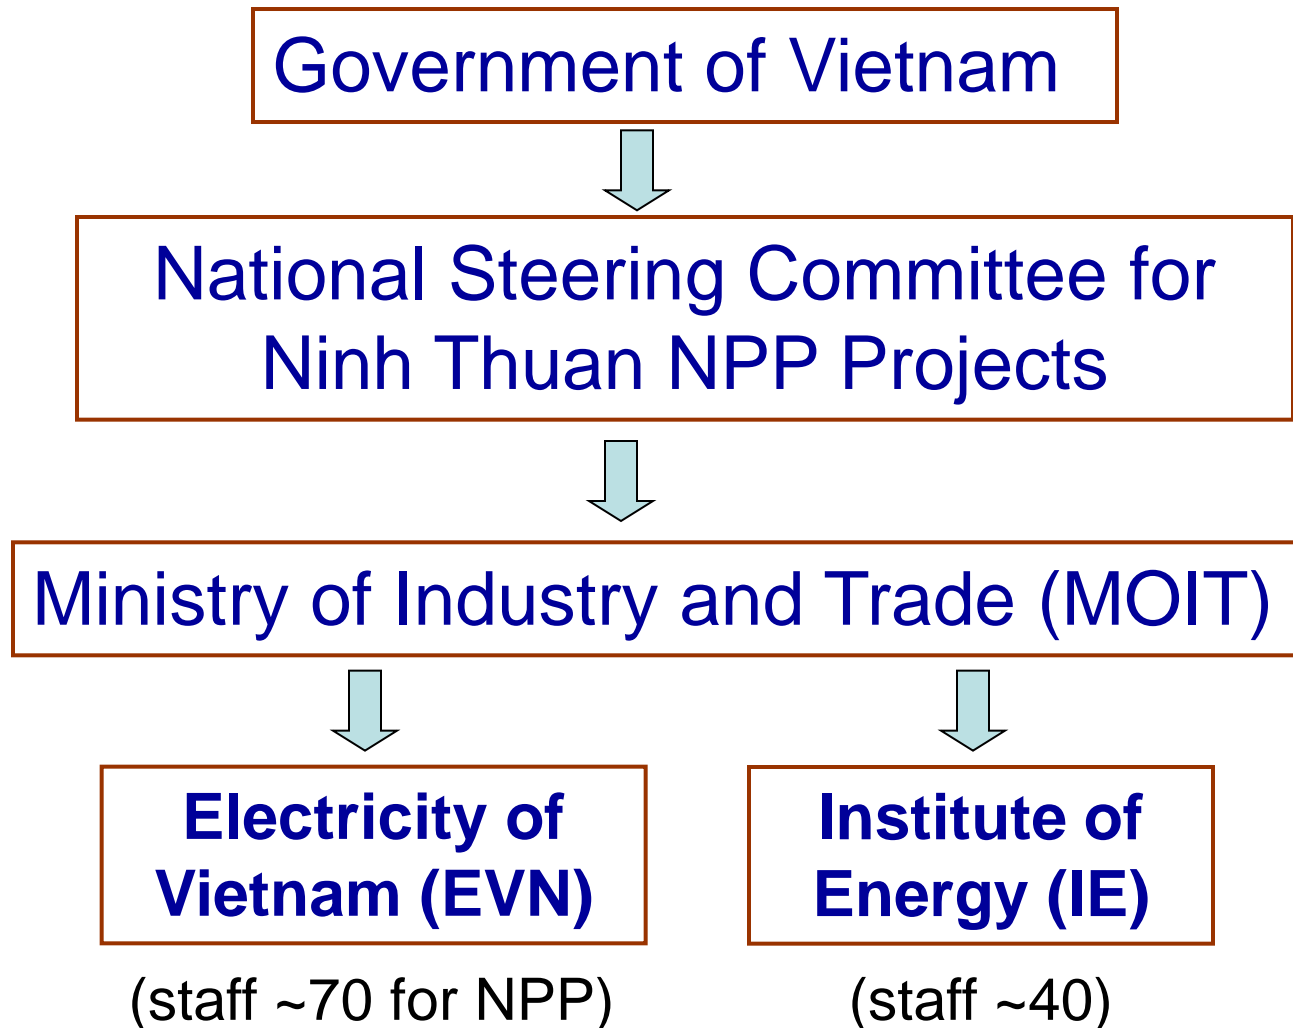 Government of Vietnam
National Steering Committee for
Ninh Thuan NPP Projects
Ministry of Industry and Trade (MOIT)
Electricity of
Vietnam (EVN)
(staff ~70 for NPP)
Institute of
Energy (IE)
(staff ~40)